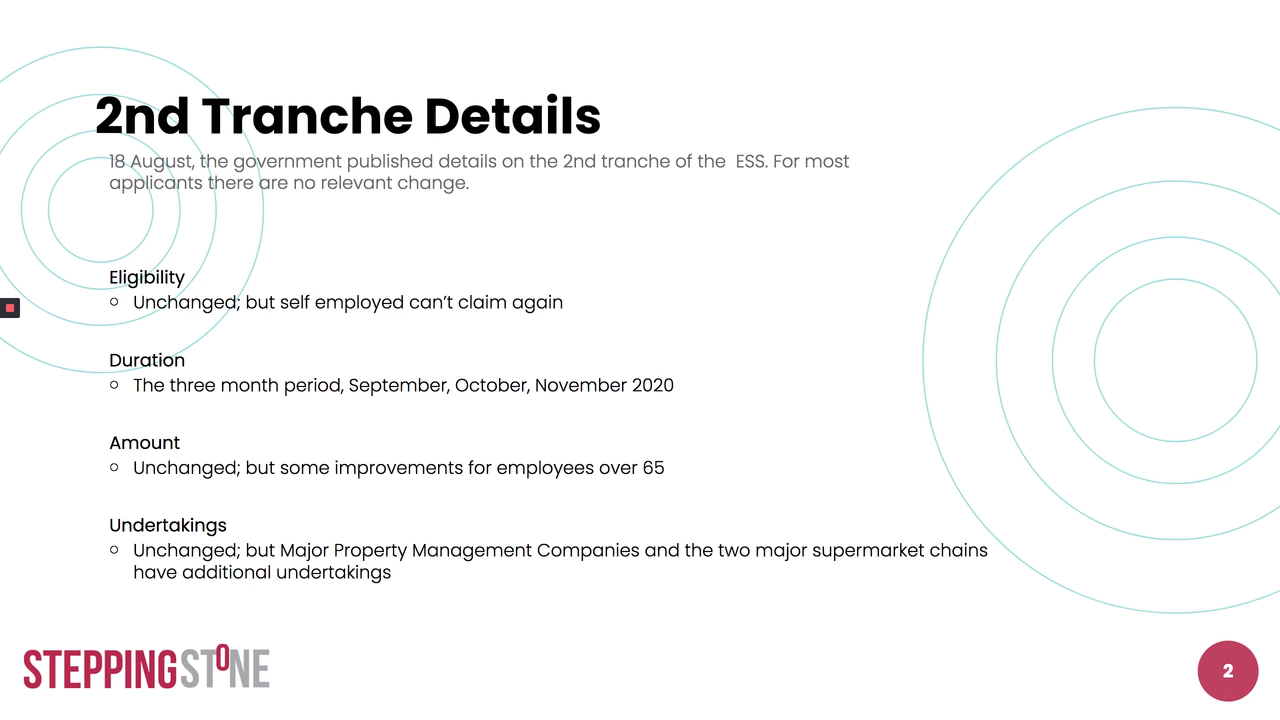 2nd Tranche Details
18 August, the government published details on the 2nd tranche of the  ESS. For most
applicants there are no relevant change.
Eligibility
○ Unchanged; but self employed can’t claim again
Duration
○ The three month period, September, October, November 2020
Amount
○ Unchanged; but some improvements for employees over 65
Undertakings
○ Unchanged; but Major Property Management Companies and the two major supermarket chains
have additional undertakings
STEPPINGSTONE
2